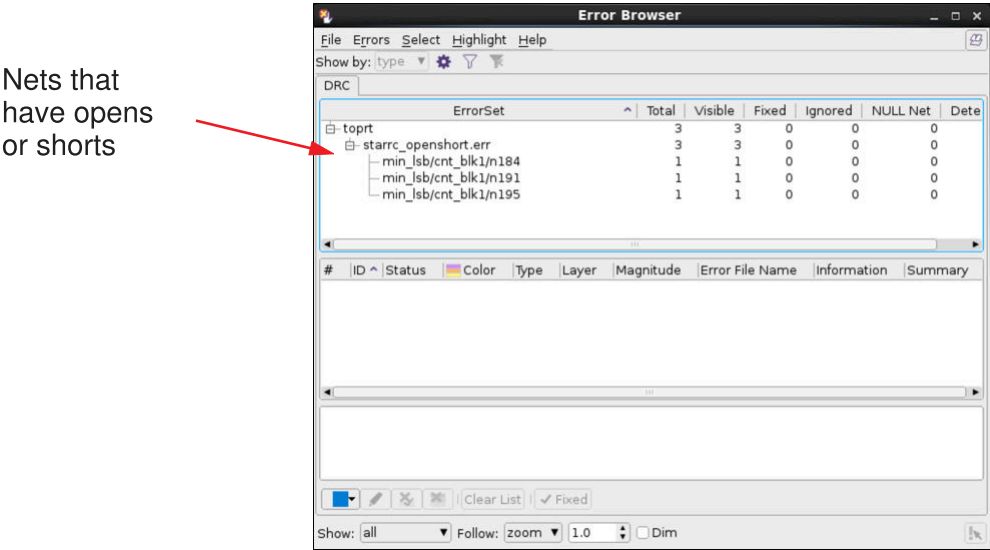 Error Browser
File Errors Select Highlight Help
Show by: type
DRC
Nets that
have opens
or shorts
ErrorSet Total Visible Fixed Ignored NULL Net Dete
toprt 3 3 0 0 0
starrc_openshort.err 3 3 0 0 0
min_lsb/cnt_blk1/n184 1 1 0 0 0
min_lsb/cnt_blk1/n191 1 1 0 0 0
min_lsb/cnt_blk1/n195 1 1 0 0 0
# ID Status Color Type Layer Magnitude Error File Name Information Summary
Clear List Fixed
Show: all Follow: zoom 1.0 Dim